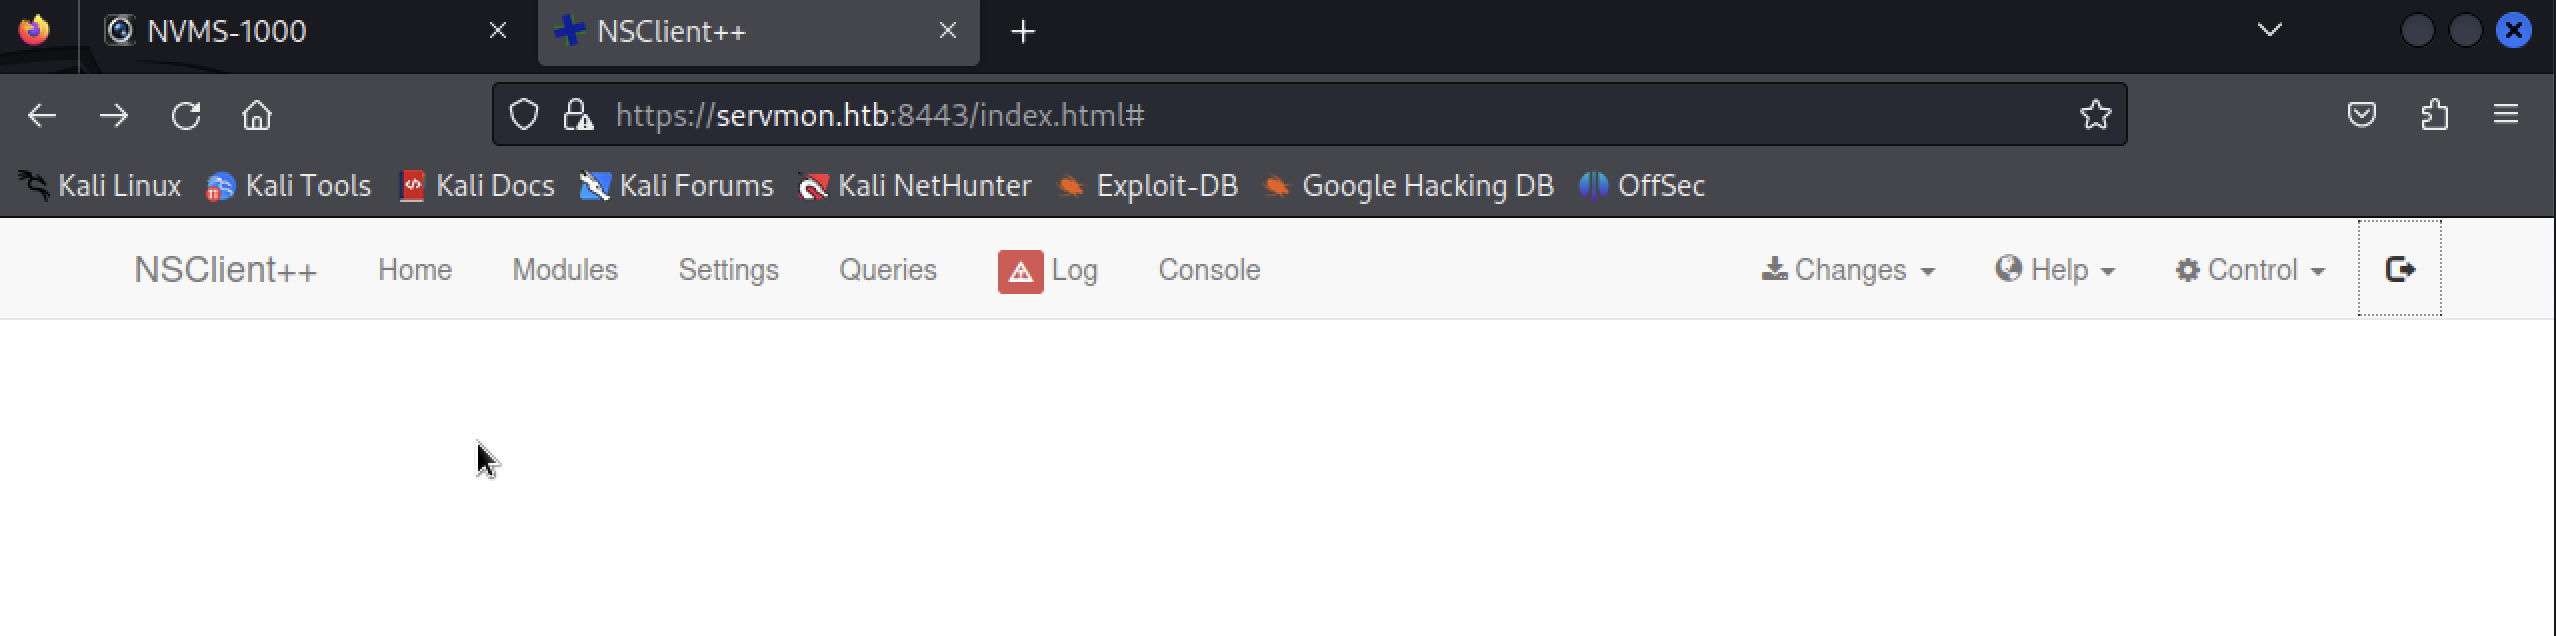 NVMS-1000 NSClient++
https://servmon.htb:8443/index.html#
Kali Linux Kali Tools Kali Docs Kali Forums Kali NetHunter Exploit-DB Google Hacking DB OffSec
NSClient++ Home Modules Settings Queries Log Console Changes Help Control